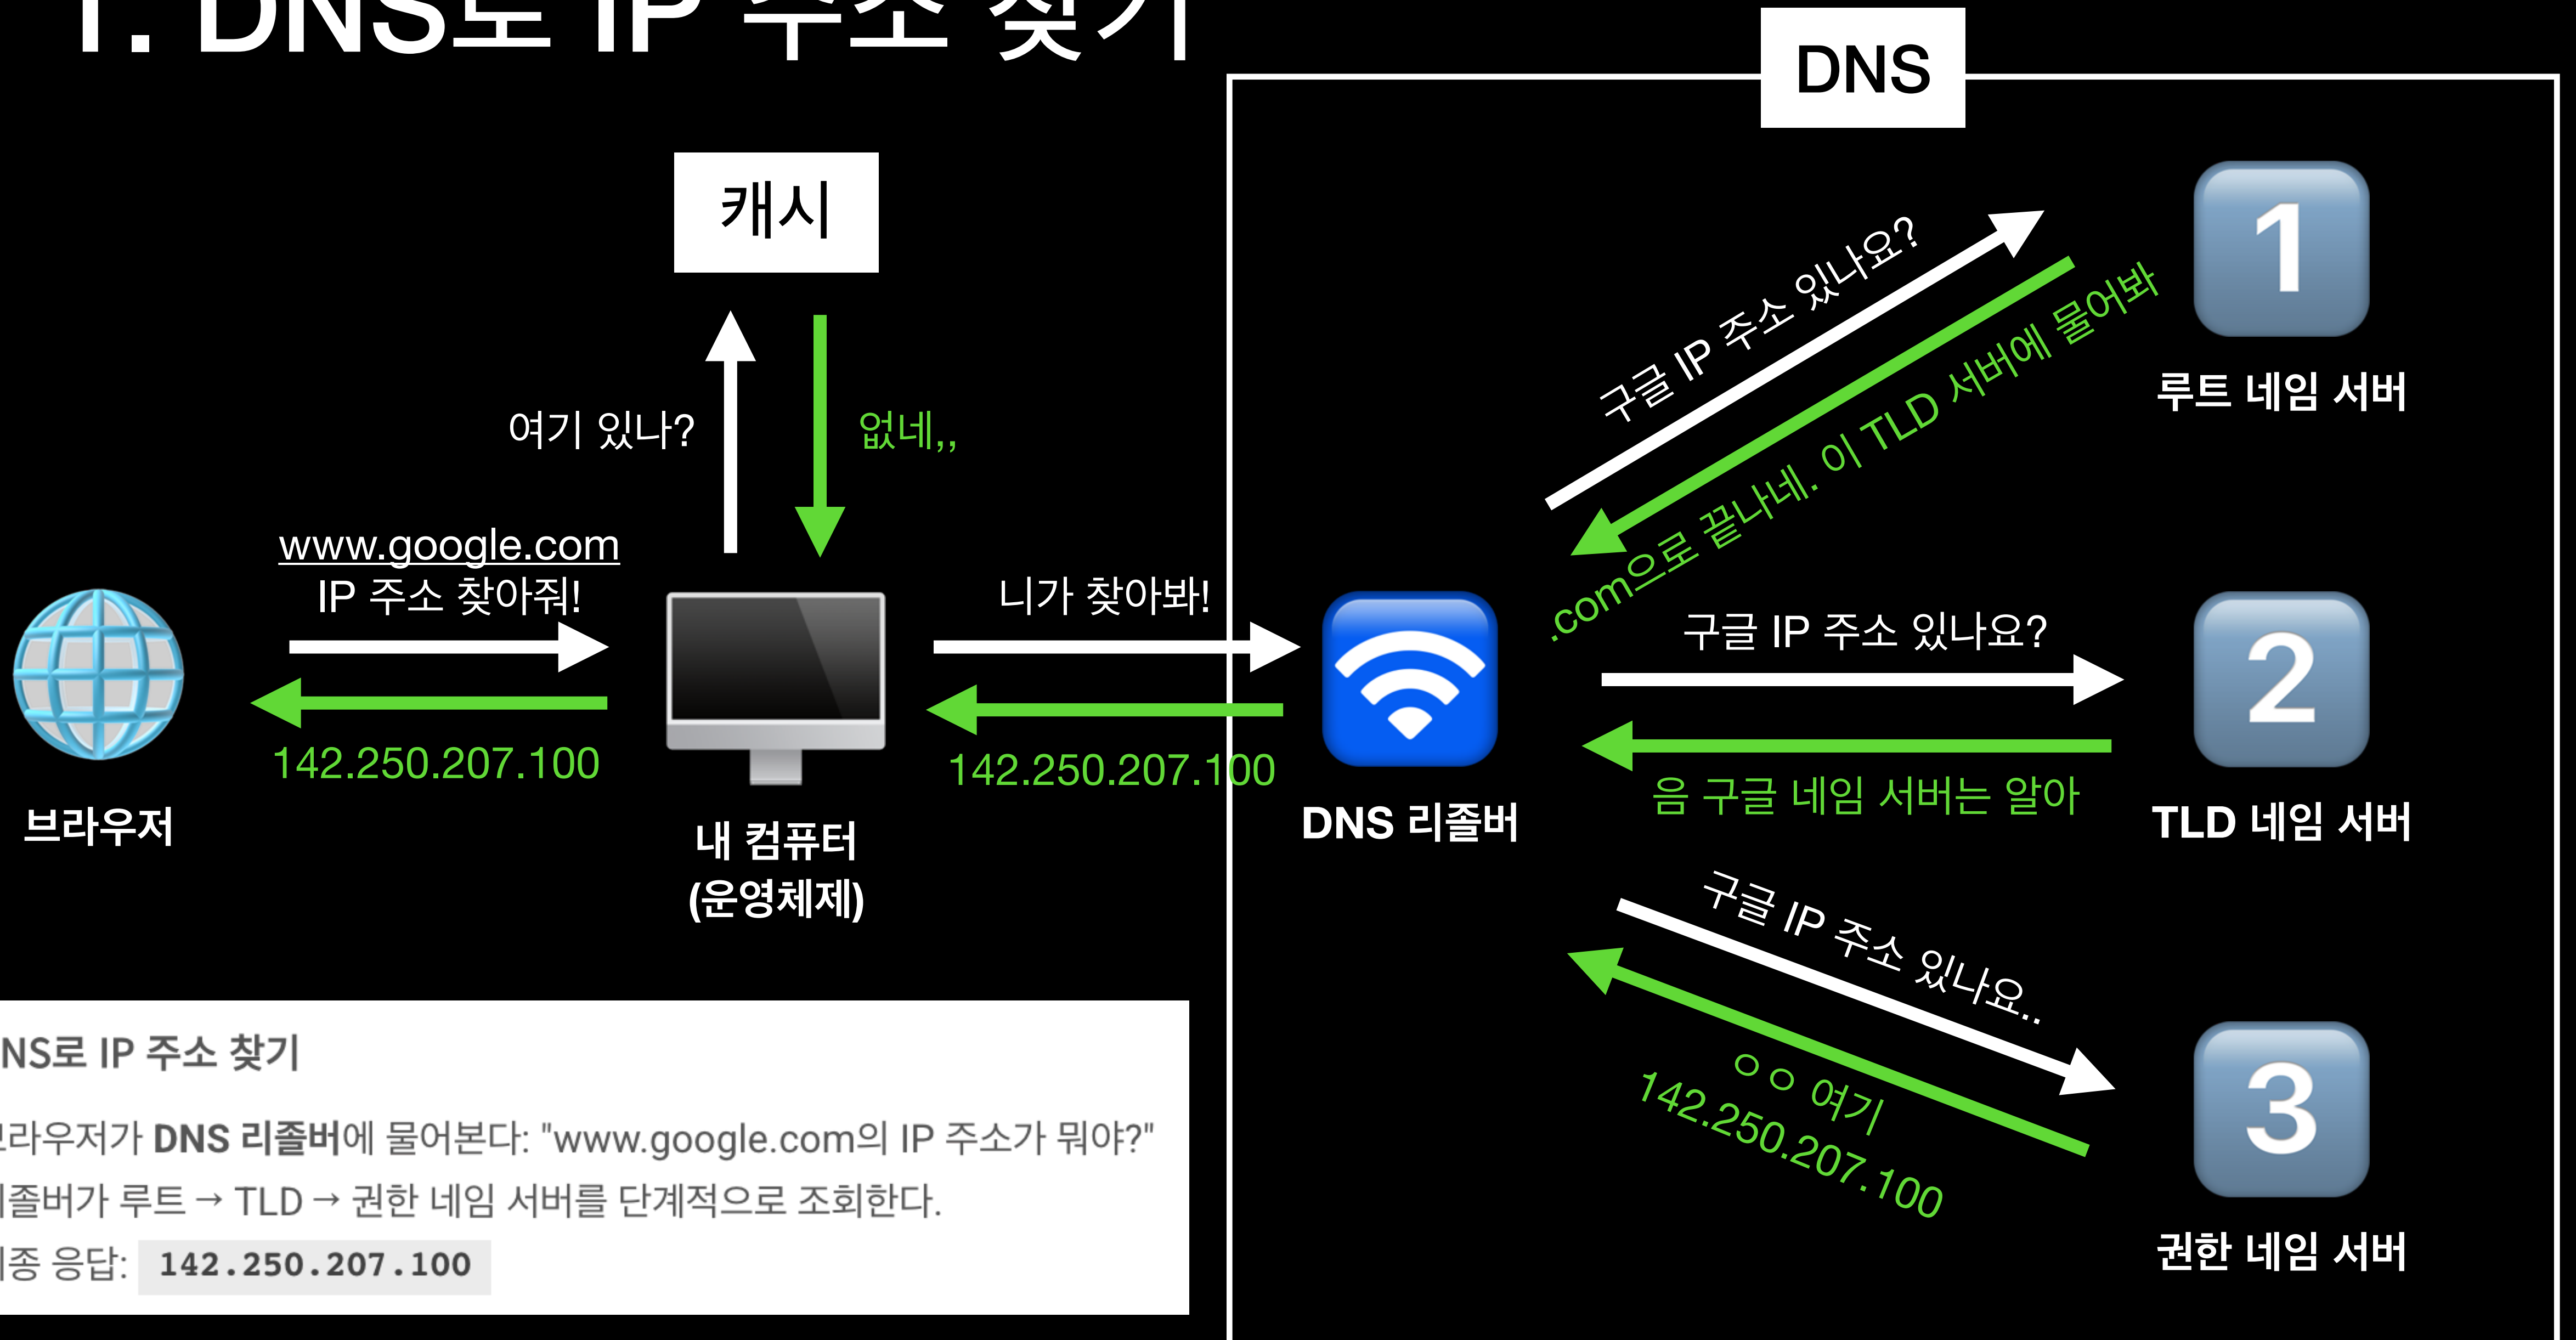 1. DNS로 IP 주소 찾기
DNS
캐시
여기 있나?
없네,,
www.google.com
IP 주소 찾아줘!
142.250.207.100
브라우저
내 컴퓨터
(운영체제)
니가 찾아봐!
142.250.207.100
DNS 리졸버
구글 IP 주소 있나요?
.com으로 끝나네. 이 TLD 서버에 물어봐
1
루트 네임 서버
구글 IP 주소 있나요?
음 구글 네임 서버는 알아
2
TLD 네임 서버
구글 IP 주소 있나요..
ㅇㅇ 여기
142.250.207.100
3
권한 네임 서버
NS로 IP 주소 찾기
라우저가 DNS 리졸버에 물어본다: "www.google.com의 IP 주소가 뭐야?"
졸버가 루트 → TLD → 권한 네임 서버를 단계적으로 조회한다.
종 응답: 142.250.207.100